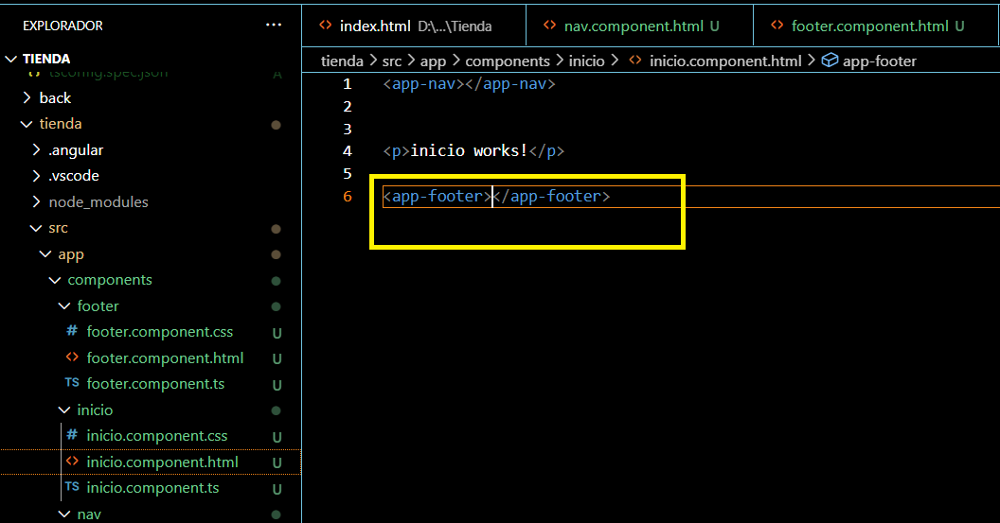 EXPLORADOR ···
index.html D:\...\Tienda
nav.component.html U
footer.component.html U
TIENDA
tienda > src > app > components > inicio > inicio.component.html > app-footer
tsconfig.spec.json A
back
tienda
.angular
.vscode
node_modules
src
app
components
footer
# footer.component.css U
<> footer.component.html U
TS footer.component.ts U
inicio
# inicio.component.css U
<> inicio.component.html U
TS inicio.component.ts U
nav
1 <app-nav></app-nav>
2
3
4 <p>inicio works!</p>
5
6 <app-footer></app-footer>